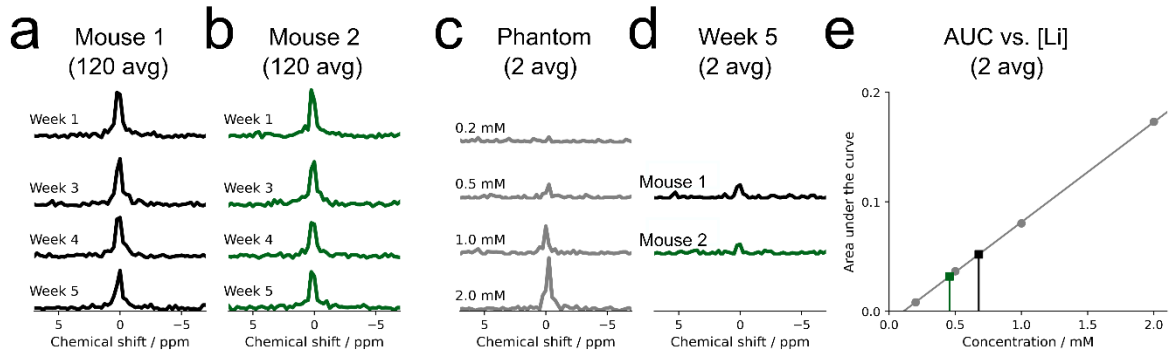 a Mouse 1
(120 avg)
Week 1
Week 3
Week 4
Week 5
5 0 −5
Chemical shift / ppm
b Mouse 2
(120 avg)
Week 1
Week 3
Week 4
Week 5
5 0 −5
Chemical shift / ppm
c Phantom
(2 avg)
0.2 mM
0.5 mM
1.0 mM
2.0 mM
5 0 −5
Chemical shift / ppm
d Week 5
(2 avg)
Mouse 1
Mouse 2
5 0 −5
Chemical shift / ppm
e AUC vs. [Li]
(2 avg)
Area under the curve
0.2
0.1
0.0
0.0 0.5 1.0 1.5 2.0
Concentration / mM